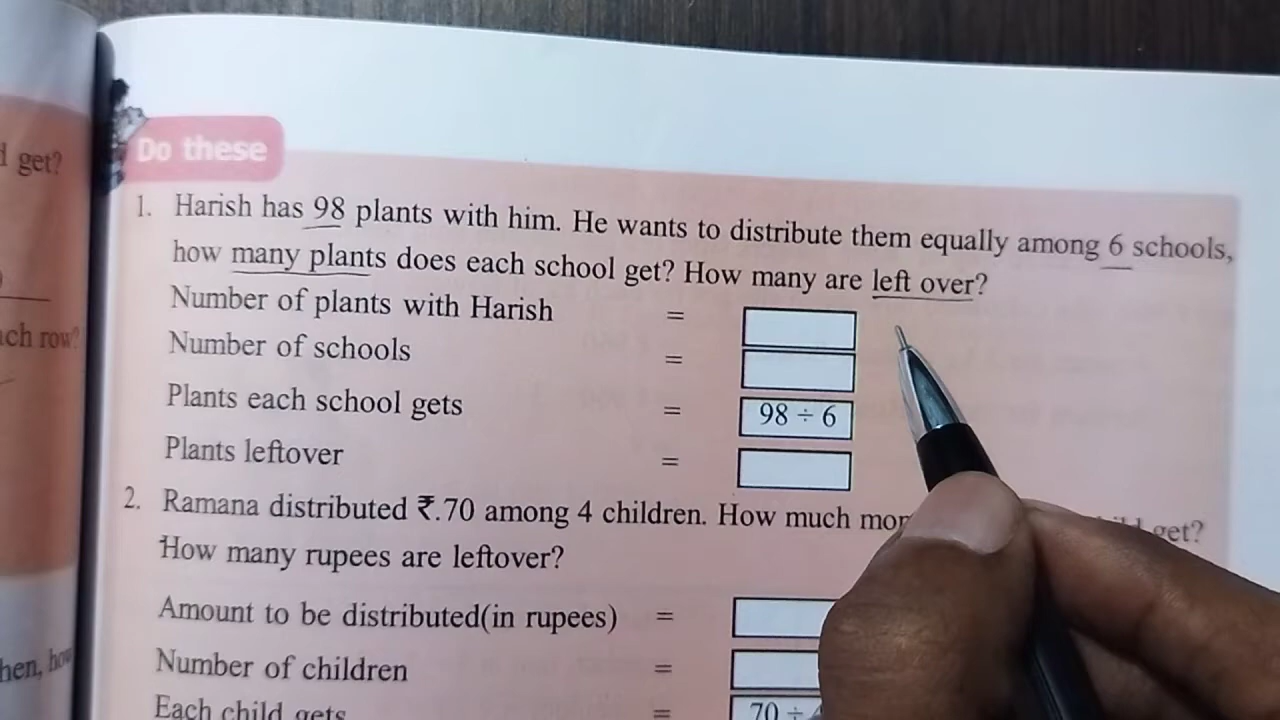 d get?
ach row?
Do these
1. Harish has 98 plants with him. He wants to distribute them equally among 6 schools,
how many plants does each school get? How many are left over?
Number of plants with Harish =
Number of schools =
Plants each school gets = 98 ÷ 6
Plants leftover =
2. Ramana distributed ₹.70 among 4 children. How much get?
How many rupees are leftover?
Amount to be distributed(in rupees) =
Number of children =
Each child gets = 70 ÷
hen, how